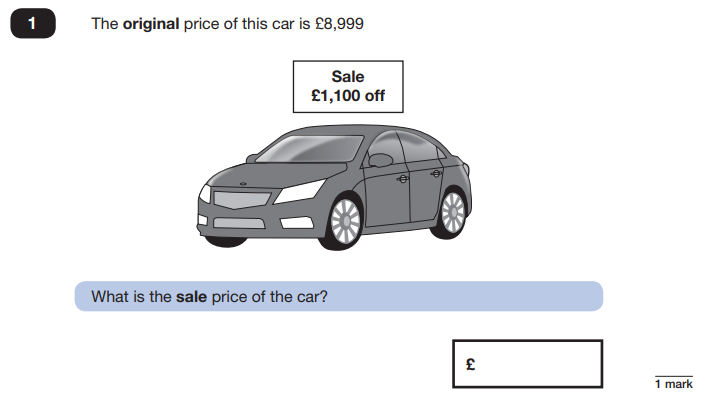 1
The original price of this car is £8,999
Sale
£1,100 off
What is the sale price of the car?
£
1 mark